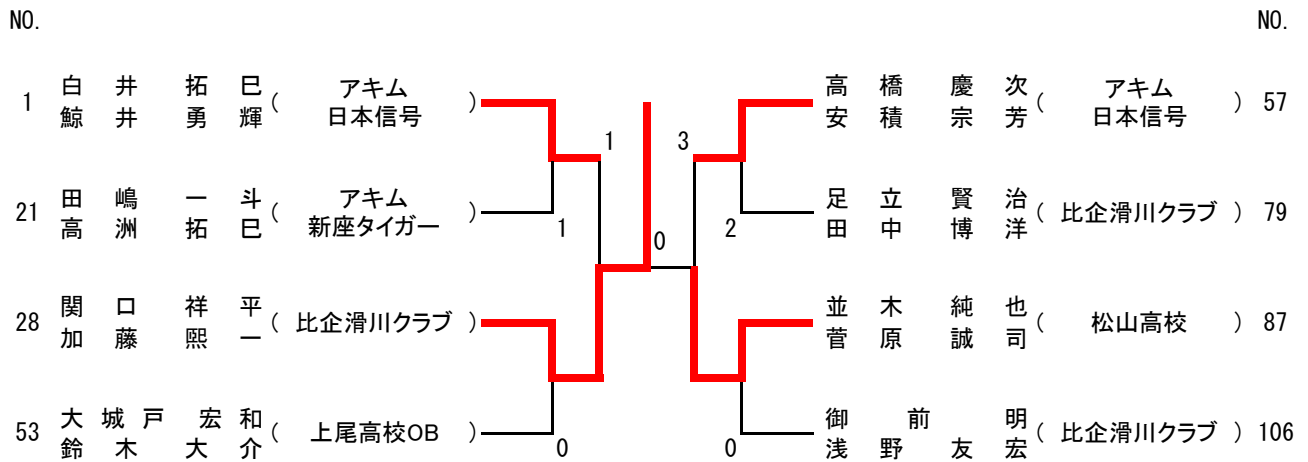 NO. NO.
白井 拓巳 アキム 高橋 慶次 アキム
1 ( ) ( ) 57
鯨井 勇輝 日本信号 安積 宗芳 日本信号
1 3
田嶋 一斗 アキム 足立 賢治
21 ( ) ( 比企滑川クラブ ) 79
高洲 拓巳 新座タイガー 田中 博洋
1 0 2
関口 祥平 並木 純也
28 ( 比企滑川クラブ ) ( 松山高校 ) 87
加藤 熙一 菅原 誠司
大城戸 宏和 御前 明
53 ( 上尾高校OB ) ( 比企滑川クラブ ) 106
鈴木 大介 浅野 友宏
0 0